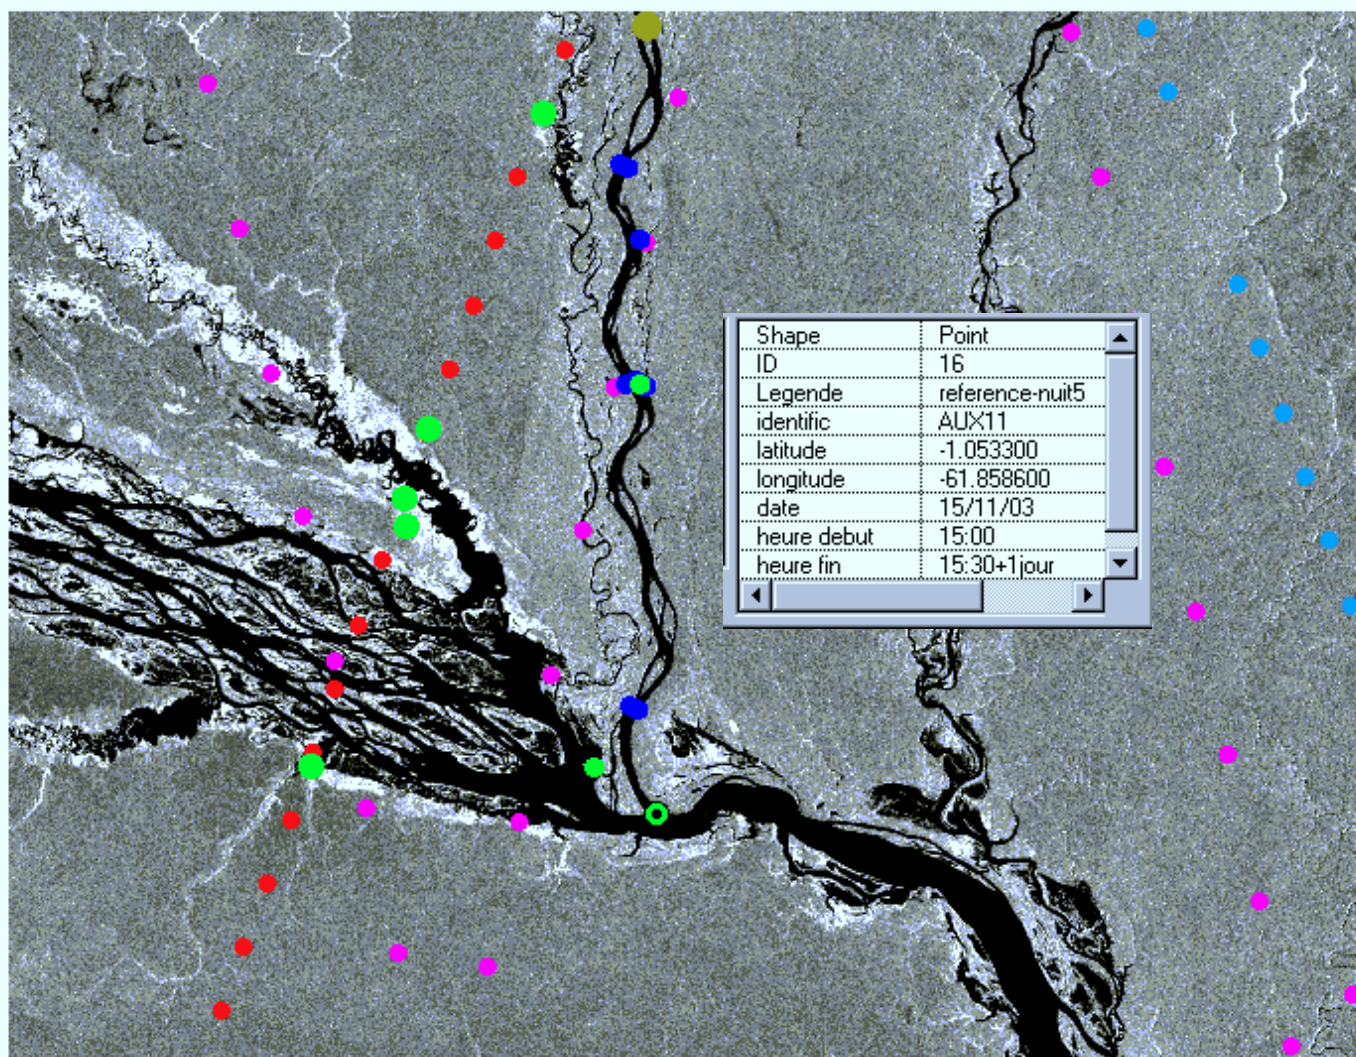 Shape Point
ID 16
Legende reference-nuit5
identific AUX11
latitude -1.053300
longitude -61.858600
date 15/11/03
heure debut 15:00
heure fin 15:30+1jour